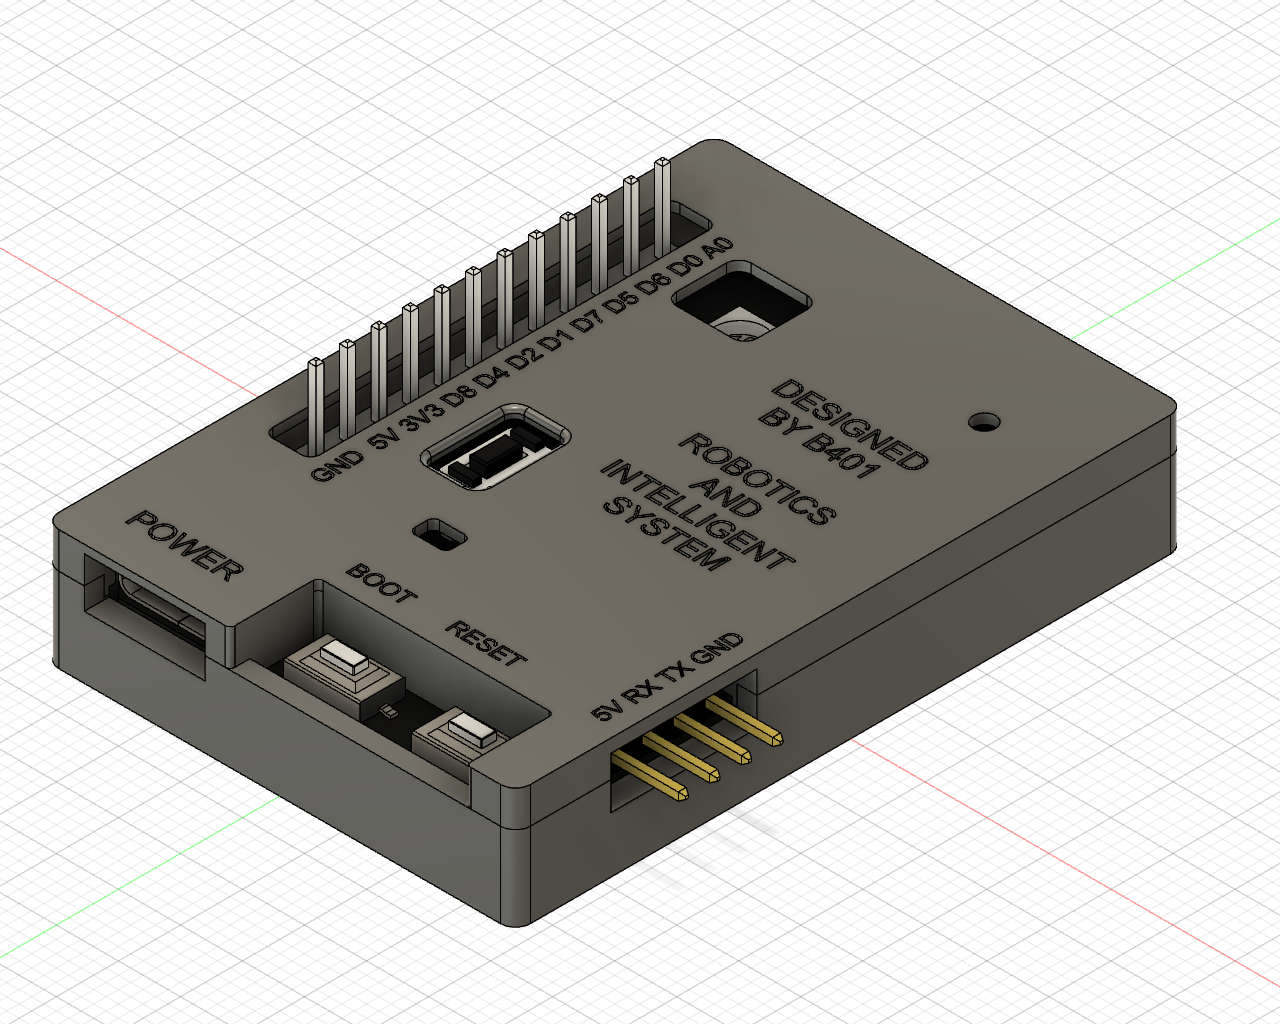 GND 5V 3V3 D8 D4 D2 D1 D7 D5 D6 D0 A0
DESIGNED
BY B401
ROBOTICS
AND
INTELLIGENT
SYSTEM
POWER
BOOT
RESET
5V RX TX GND